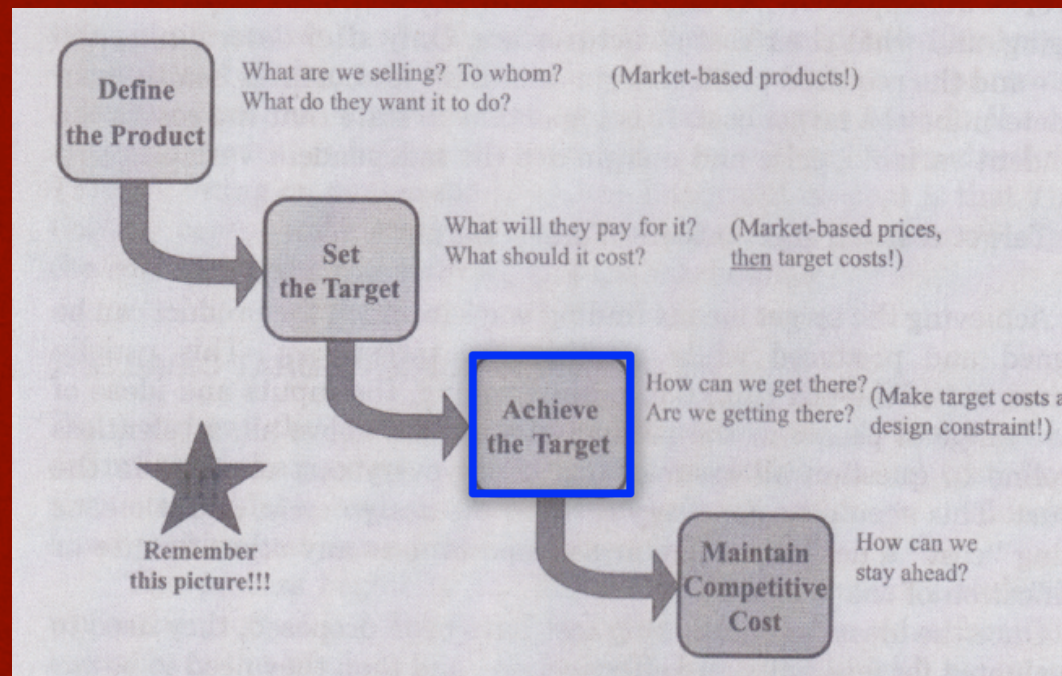 Define
the Product
What are we selling? To whom? (Market-based products!)
What do they want it to do?
Set
the Target
What will they pay for it? (Market-based prices,
What should it cost? then target costs!)
Achieve
the Target
How can we get there? (Make target costs a
Are we getting there? design constraint!)
Remember
this picture!!!
Maintain
Competitive
Cost
How can we
stay ahead?